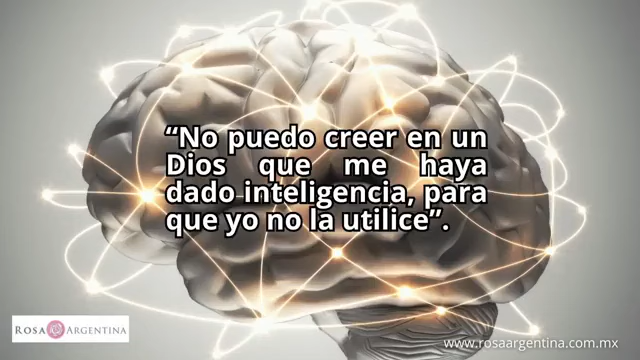 “No puedo creer en un
Dios que me haya
dado inteligencia, para
que yo no la utilice”.
ROSA ARGENTINA
www.rosaargentina.com.mx